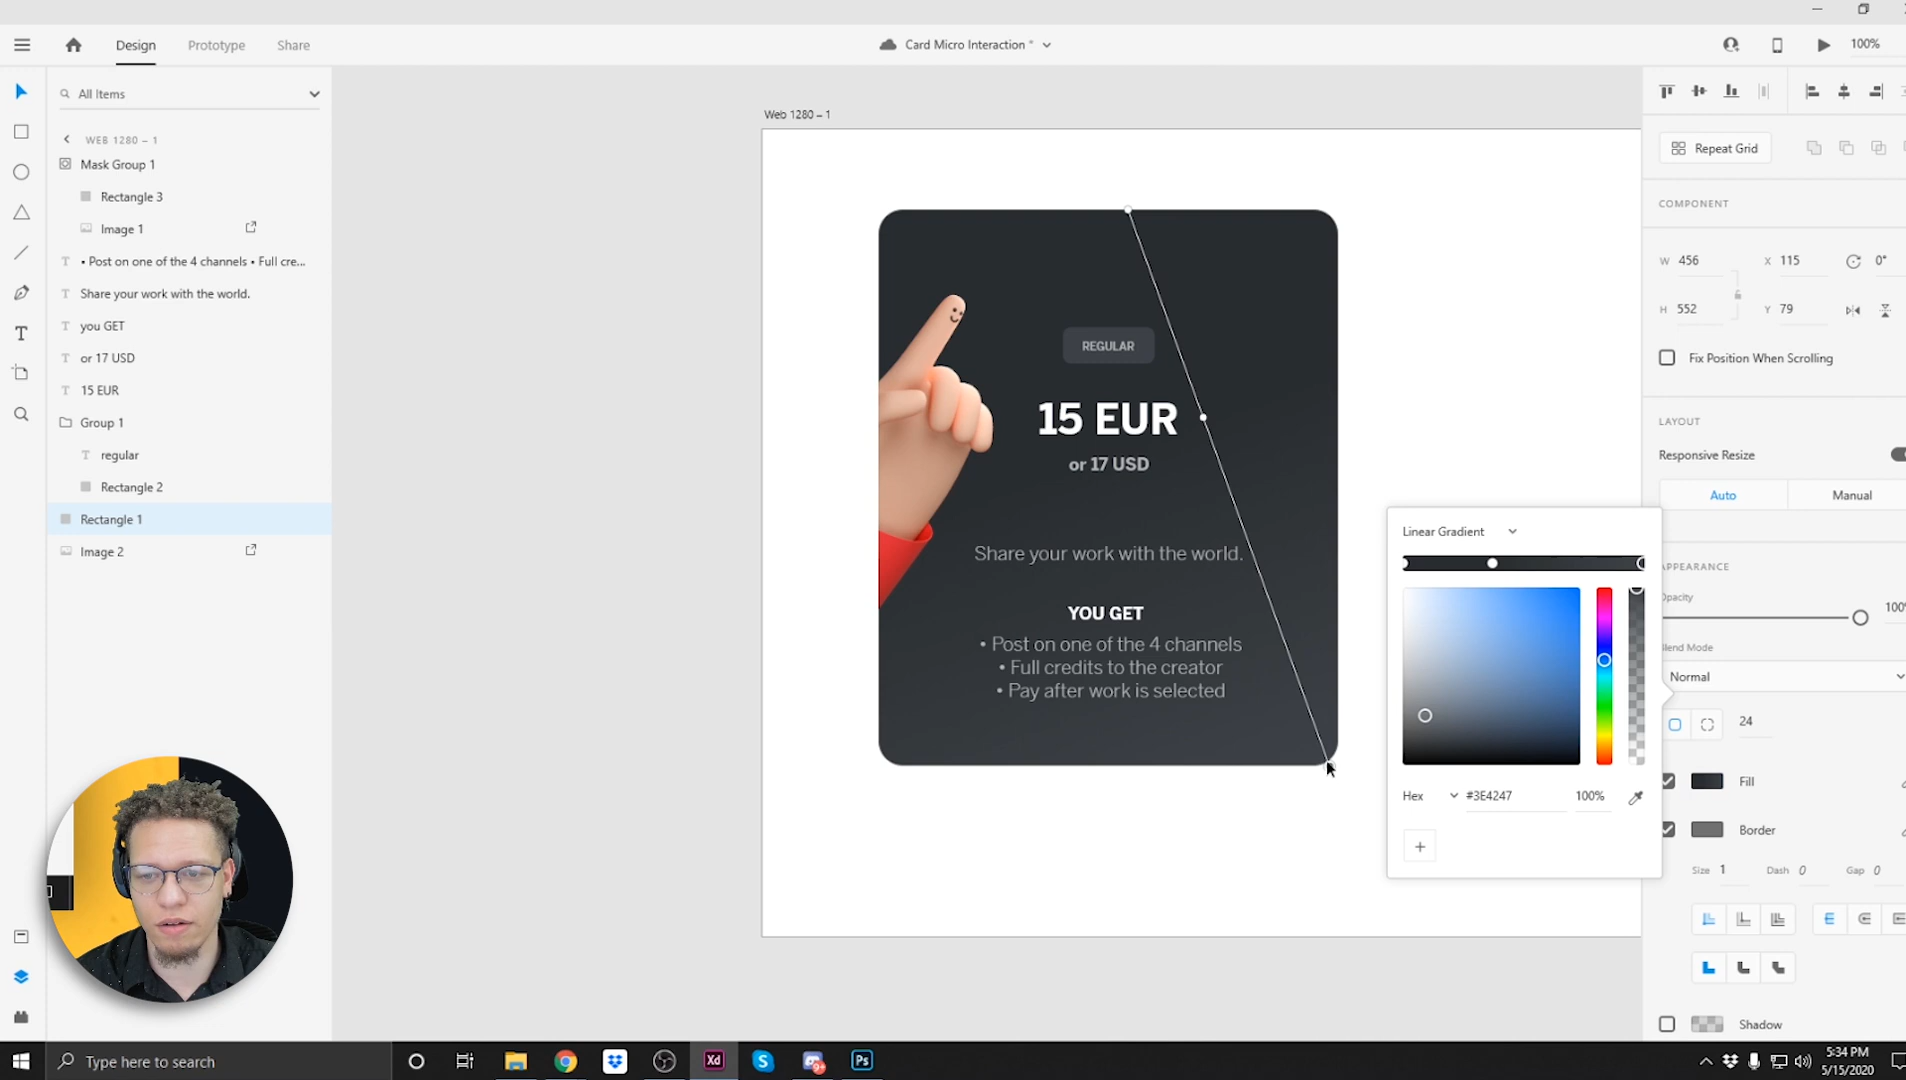 Design
Prototype
Share
Card Micro Interaction *
100%
All Items
WEB 1280 – 1
Mask Group 1
Rectangle 3
Image 1
• Post on one of the 4 channels • Full cre...
Share your work with the world.
you GET
or 17 USD
15 EUR
Group 1
regular
Rectangle 2
Rectangle 1
Image 2
Web 1280 – 1
REGULAR
15 EUR
or 17 USD
Share your work with the world.
YOU GET
• Post on one of the 4 channels
• Full credits to the creator
• Pay after work is selected
Linear Gradient
Hex
#3E4247
100%
Repeat Grid
COMPONENT
W 456
X 115
0°
H 552
Y 79
Fix Position When Scrolling
LAYOUT
Responsive Resize
Auto
Manual
APPEARANCE
Opacity
100%
Blend Mode
Normal
24
Fill
Border
Size 1
Dash 0
Gap 0
Shadow
Type here to search
Xd
S
Ps
5:34 PM
5/15/2020